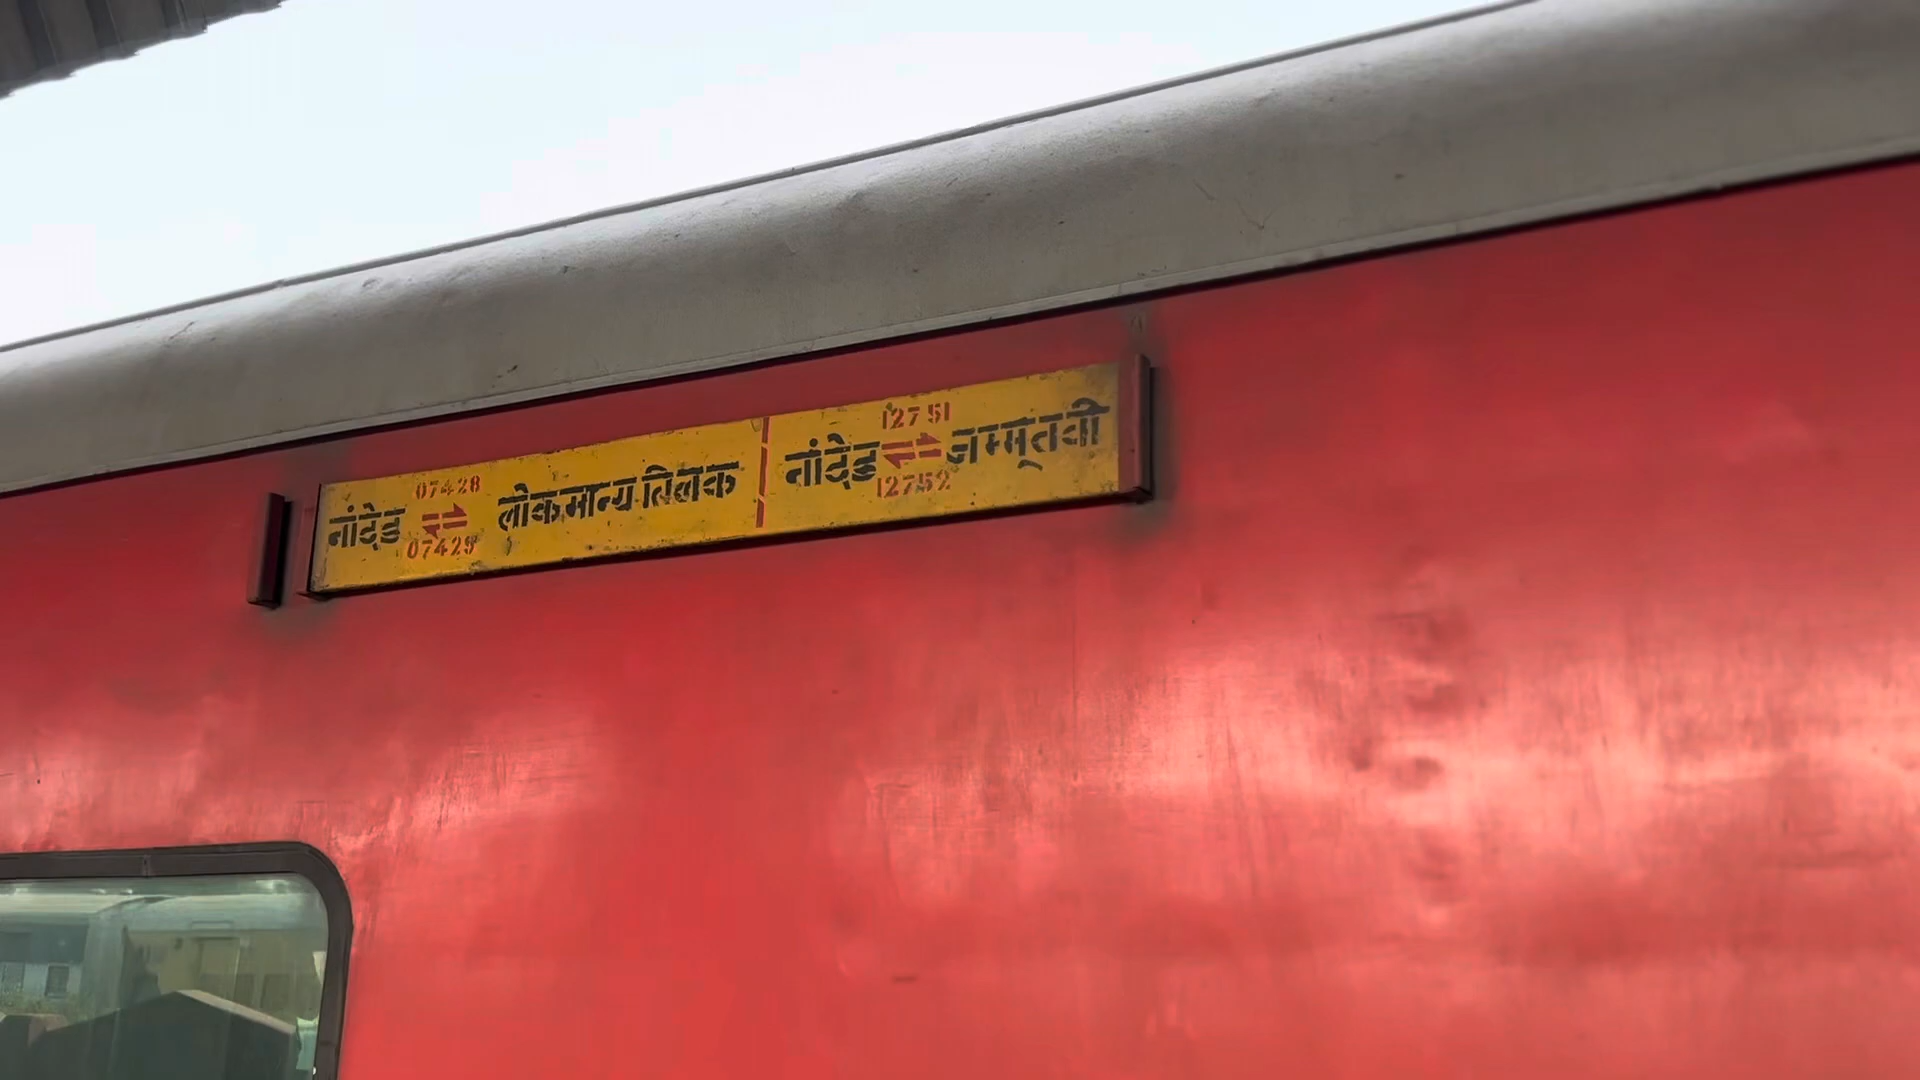 07428
नांदेड ⇌ लोकमान्य तिलक
07429
12751
नांदेड ⇌ जम्मूतवी
12752